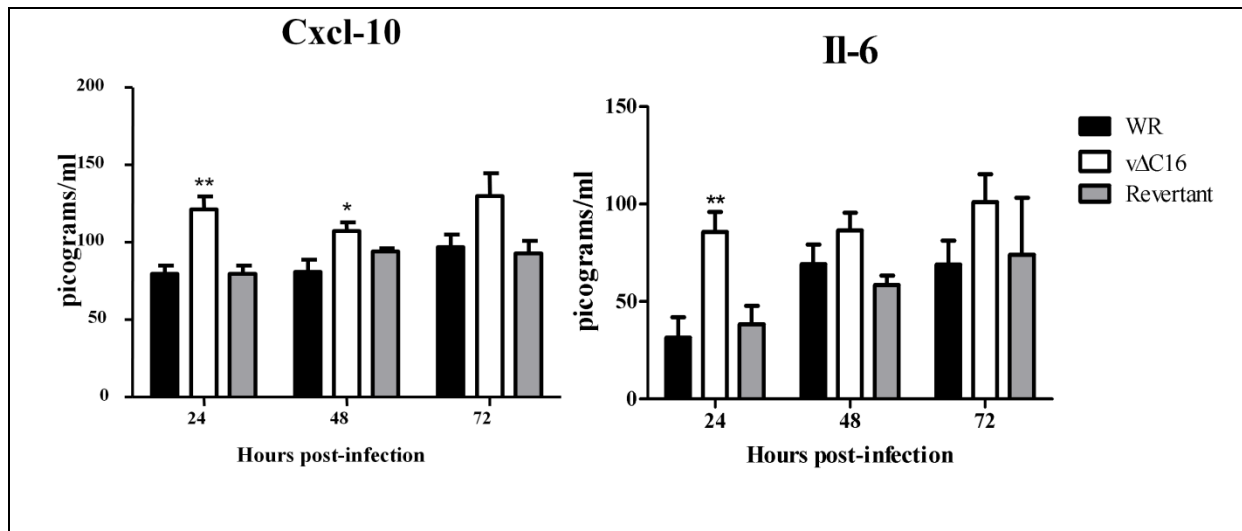 Cxcl-10
picograms/ml
200
150
100
50
0
**
*
24
48
72
Hours post-infection
Il-6
picograms/ml
150
100
50
0
**
24
48
72
Hours post-infection
WR
vΔC16
Revertant